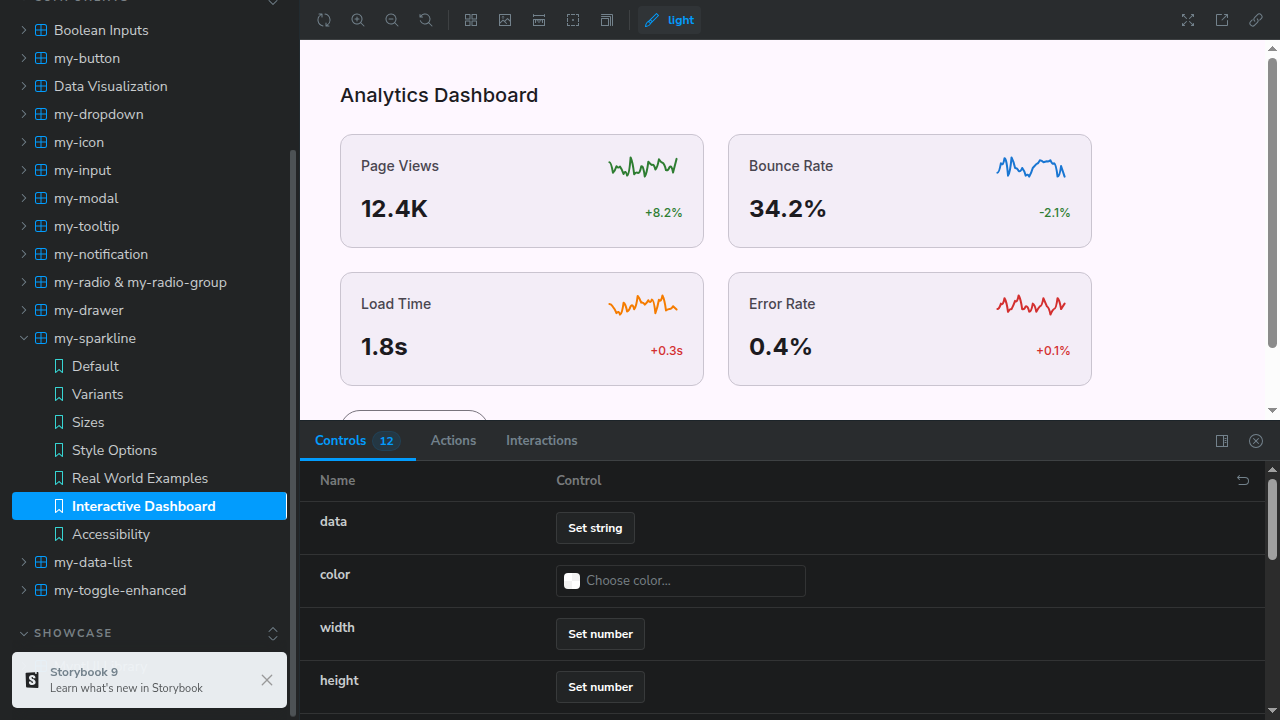 Boolean Inputs
my-button
Data Visualization
my-dropdown
my-icon
my-input
my-modal
my-tooltip
my-notification
my-radio & my-radio-group
my-drawer
my-sparkline
Default
Variants
Sizes
Style Options
Real World Examples
Interactive Dashboard
Accessibility
my-data-list
my-toggle-enhanced
SHOWCASE
Storybook 9
Learn what's new in Storybook
light
Analytics Dashboard
Page Views
12.4K
+8.2%
Bounce Rate
34.2%
-2.1%
Load Time
1.8s
+0.3s
Error Rate
0.4%
+0.1%
Controls 12 Actions Interactions
Name Control
data Set string
color Choose color...
width Set number
height Set number